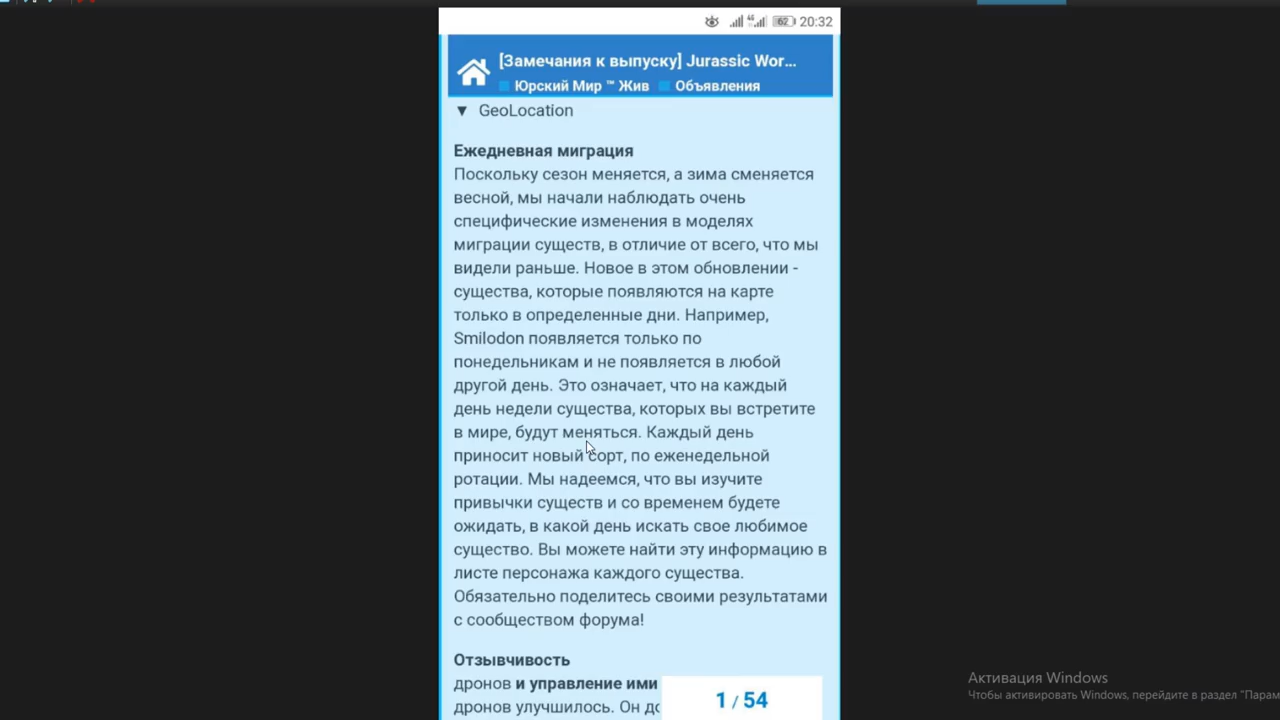 4G 62 20:32
[Замечания к выпуску] Jurassic Wor...
Юрский Мир ™ Жив Объявления
▼ GeoLocation
Ежедневная миграция
Поскольку сезон меняется, а зима сменяется
весной, мы начали наблюдать очень
специфические изменения в моделях
миграции существ, в отличие от всего, что мы
видели раньше. Новое в этом обновлении -
существа, которые появляются на карте
только в определенные дни. Например,
Smilodon появляется только по
понедельникам и не появляется в любой
другой день. Это означает, что на каждый
день недели существа, которых вы встретите
в мире, будут меняться. Каждый день
приносит новый сорт, по еженедельной
ротации. Мы надеемся, что вы изучите
привычки существ и со временем будете
ожидать, в какой день искать свое любимое
существо. Вы можете найти эту информацию в
листе персонажа каждого существа.
Обязательно поделитесь своими результатами
с сообществом форума!
Отзывчивость
дронов и управление ими
дронов улучшилось. Он до
1 / 54
Активация Windows
Чтобы активировать Windows, перейдите в раздел "Парам